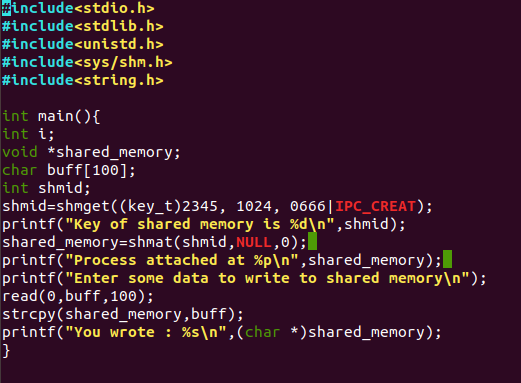 #include<stdio.h>
#include<stdlib.h>
#include<unistd.h>
#include<sys/shm.h>
#include<string.h>
int main(){
int i;
void *shared_memory;
char buff[100];
int shmid;
shmid=shmget((key_t)2345, 1024, 0666|IPC_CREAT);
printf("Key of shared memory is %d\n",shmid);
shared_memory=shmat(shmid,NULL,0);
printf("Process attached at %p\n",shared_memory);
printf("Enter some data to write to shared memory\n");
read(0,buff,100);
strcpy(shared_memory,buff);
printf("You wrote : %s\n",(char *)shared_memory);
}